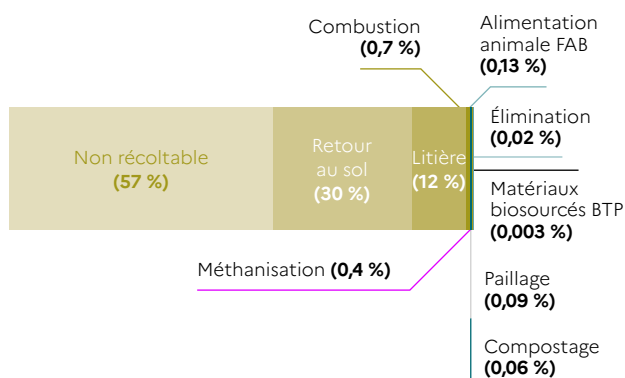 Combustion
(0,7 %)
Alimentation
animale FAB
(0,13 %)
Non récoltable
(57 %)
Retour
au sol
(30 %)
Litière
(12 %)
Élimination
(0,02 %)
Matériaux
biosourcés BTP
(0,003 %)
Méthanisation (0,4 %)
Paillage
(0,09 %)
Compostage
(0,06 %)